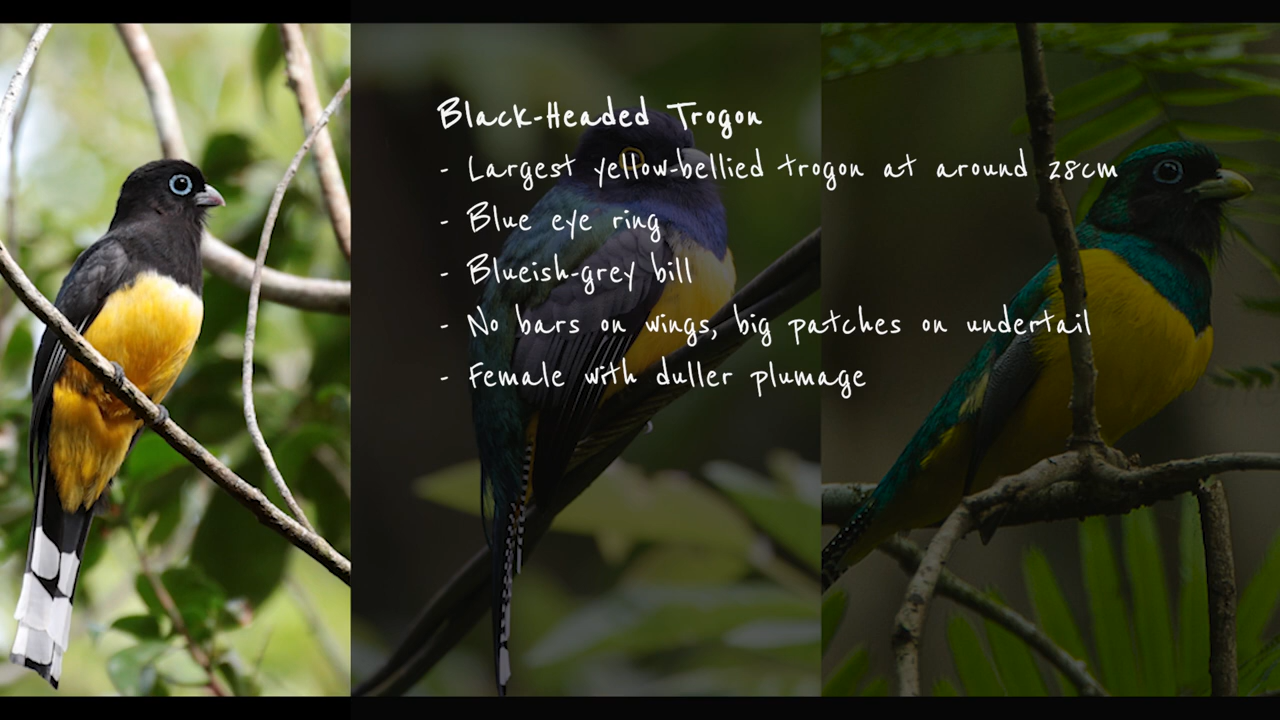 Black-Headed Trogon
- Largest yellow-bellied trogon at around 28cm
- Blue eye ring
- Blueish-grey bill
- No bars on wings, big patches on undertail
- Female with duller plumage